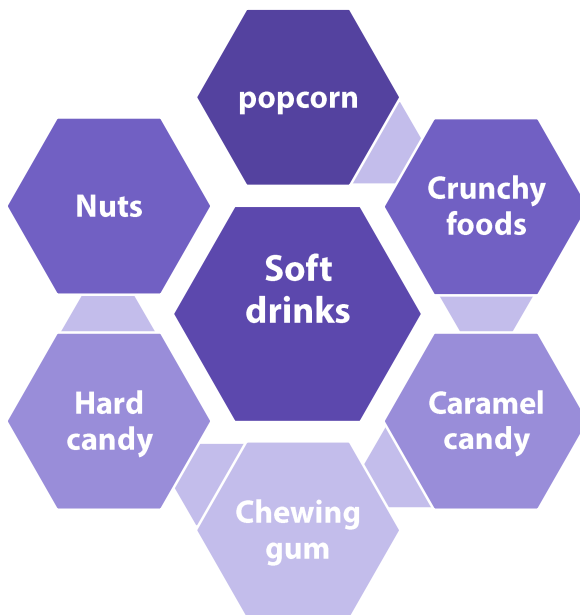 popcorn
Crunchy
foods
Nuts
Soft
drinks
Hard
candy
Caramel
candy
Chewing
gum